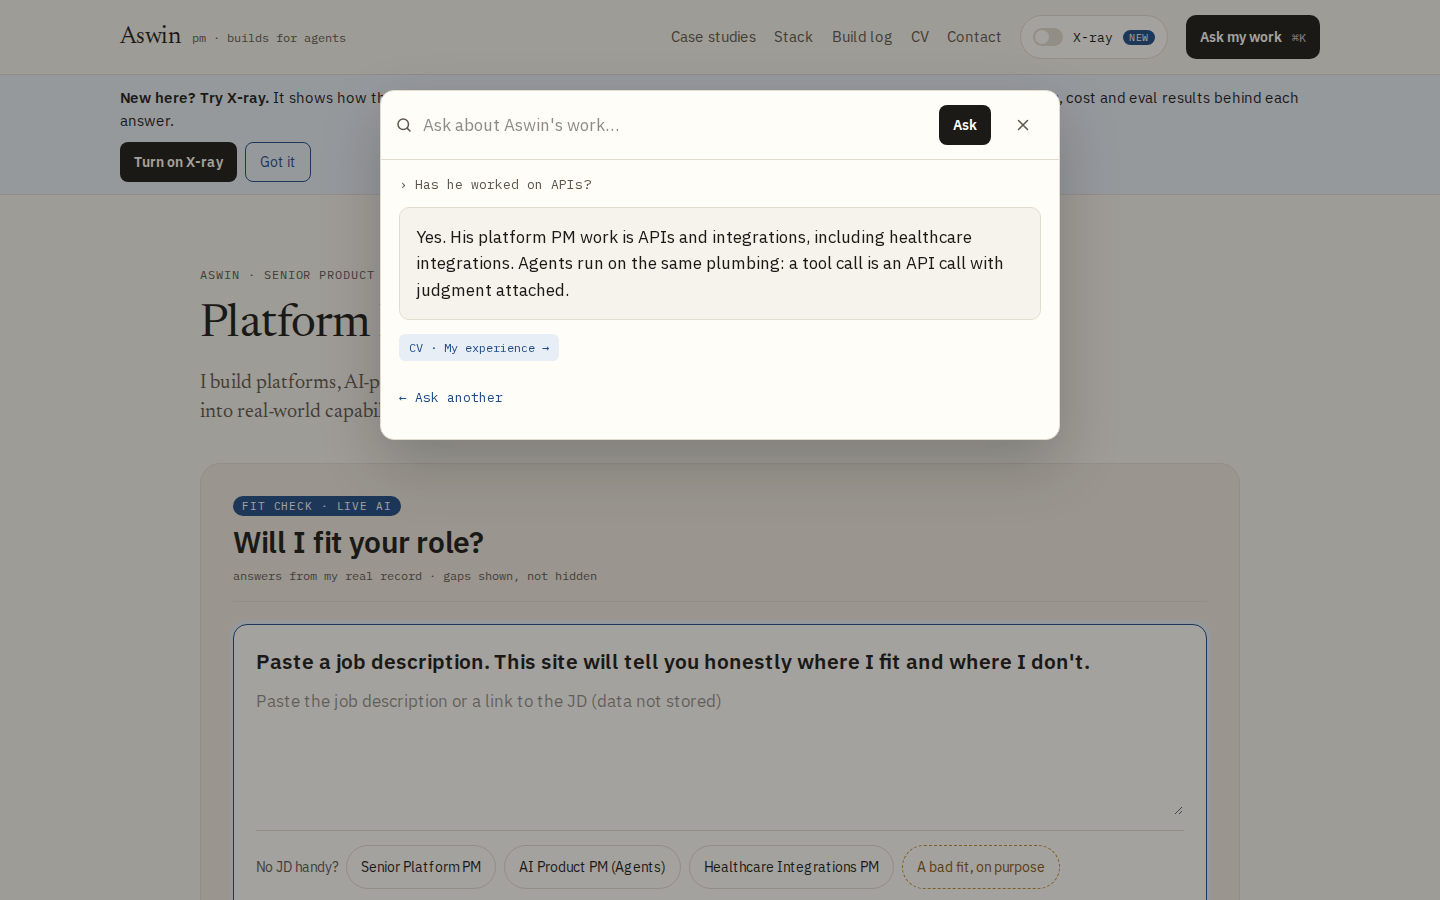 Aswin pm · builds for agents
Case studies Stack Build log CV Contact X-ray NEW Ask my work ⌘K
New here? Try X-ray. It shows how th
, cost and eval results behind each
answer.
Turn on X-ray Got it
Ask about Aswin's work...
Ask
› Has he worked on APIs?
Yes. His platform PM work is APIs and integrations, including healthcare
integrations. Agents run on the same plumbing: a tool call is an API call with
judgment attached.
CV · My experience →
← Ask another
ASWIN · SENIOR PRODUCT
Platform
I build platforms, AI-p
into real-world capabil
FIT CHECK · LIVE AI
Will I fit your role?
answers from my real record · gaps shown, not hidden
Paste a job description. This site will tell you honestly where I fit and where I don't.
Paste the job description or a link to the JD (data not stored)
No JD handy? Senior Platform PM AI Product PM (Agents) Healthcare Integrations PM A bad fit, on purpose